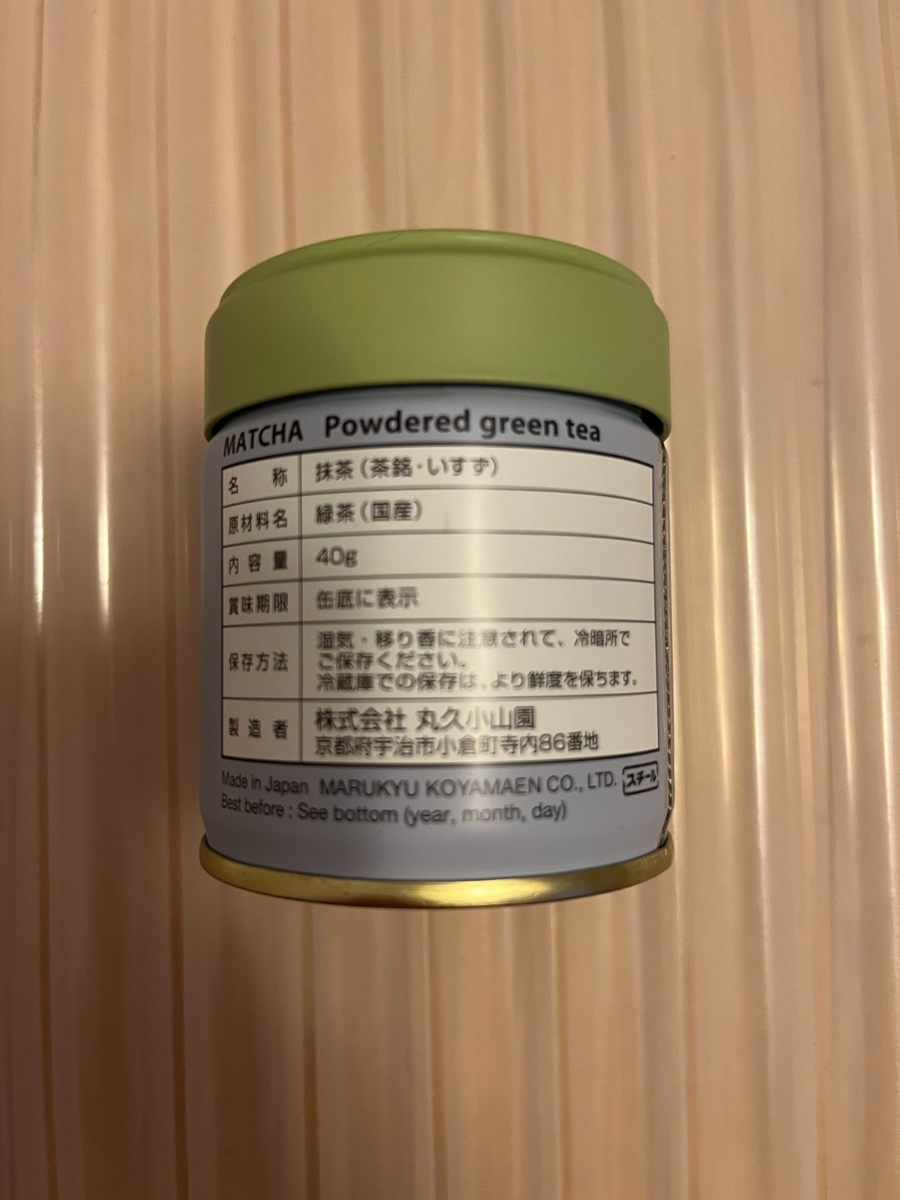 MATCHA Powdered green tea
名称 抹茶（茶銘・いすず）
原材料名 緑茶（国産）
内容量 40g
賞味期限 缶底に表示
保存方法 湿気・移り香に注意されて、冷暗所で
ご保存ください。
冷蔵庫での保存は、より鮮度を保ちます。
製造者 株式会社 丸久小山園
京都府宇治市小倉町寺内86番地
Made in Japan MARUKYU KOYAMAEN CO., LTD. スチール
Best before : See bottom (year, month, day)